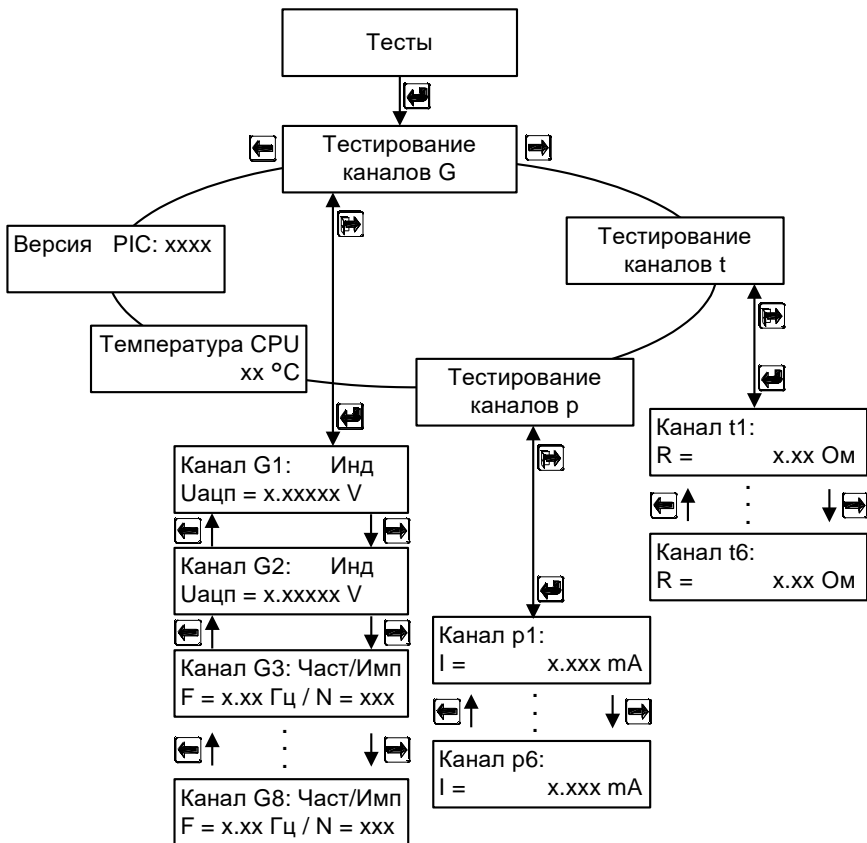 Тесты
Тестирование
каналов G
Версия PIC: xxxx
Тестирование
каналов t
Температура CPU
xx °C
Тестирование
каналов p
Канал G1: Инд
Uацп = x.xxxxx V
Канал G2: Инд
Uацп = x.xxxxx V
Канал G3: Част/Имп
F = x.xx Гц / N = xxx
Канал G8: Част/Имп
F = x.xx Гц / N = xxx
Канал p1:
I = x.xxx mA
Канал p6:
I = x.xxx mA
Канал t1:
R = x.xx Ом
Канал t6:
R = x.xx Ом